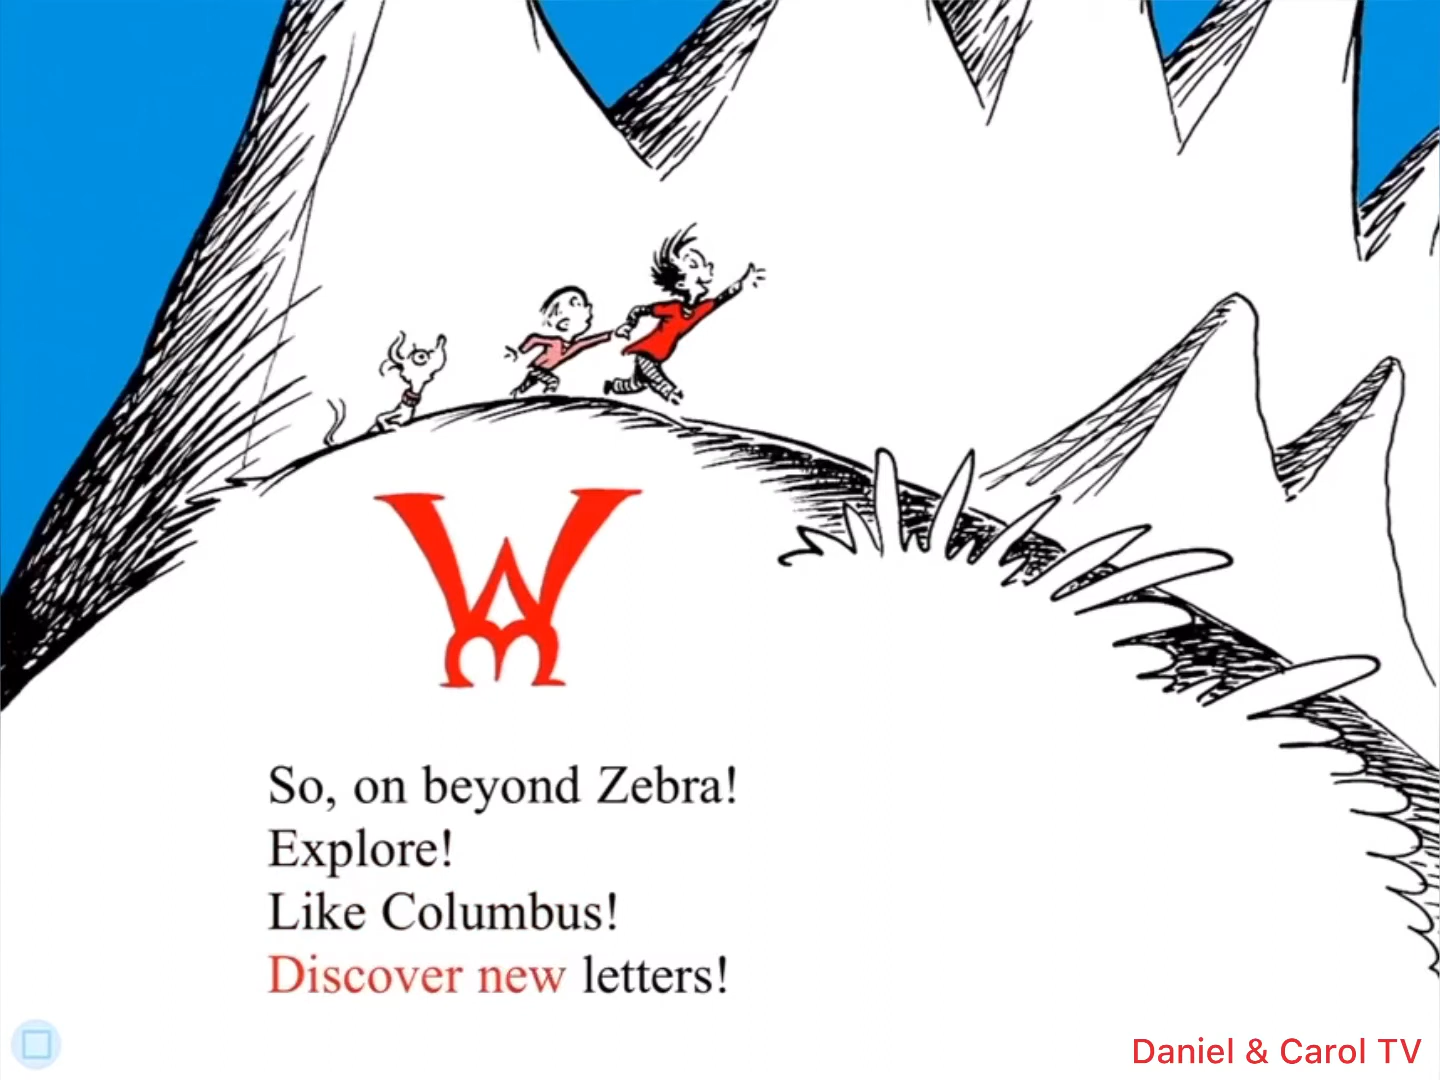 So, on beyond Zebra!
Explore!
Like Columbus!
Discover new letters!
Daniel & Carol TV